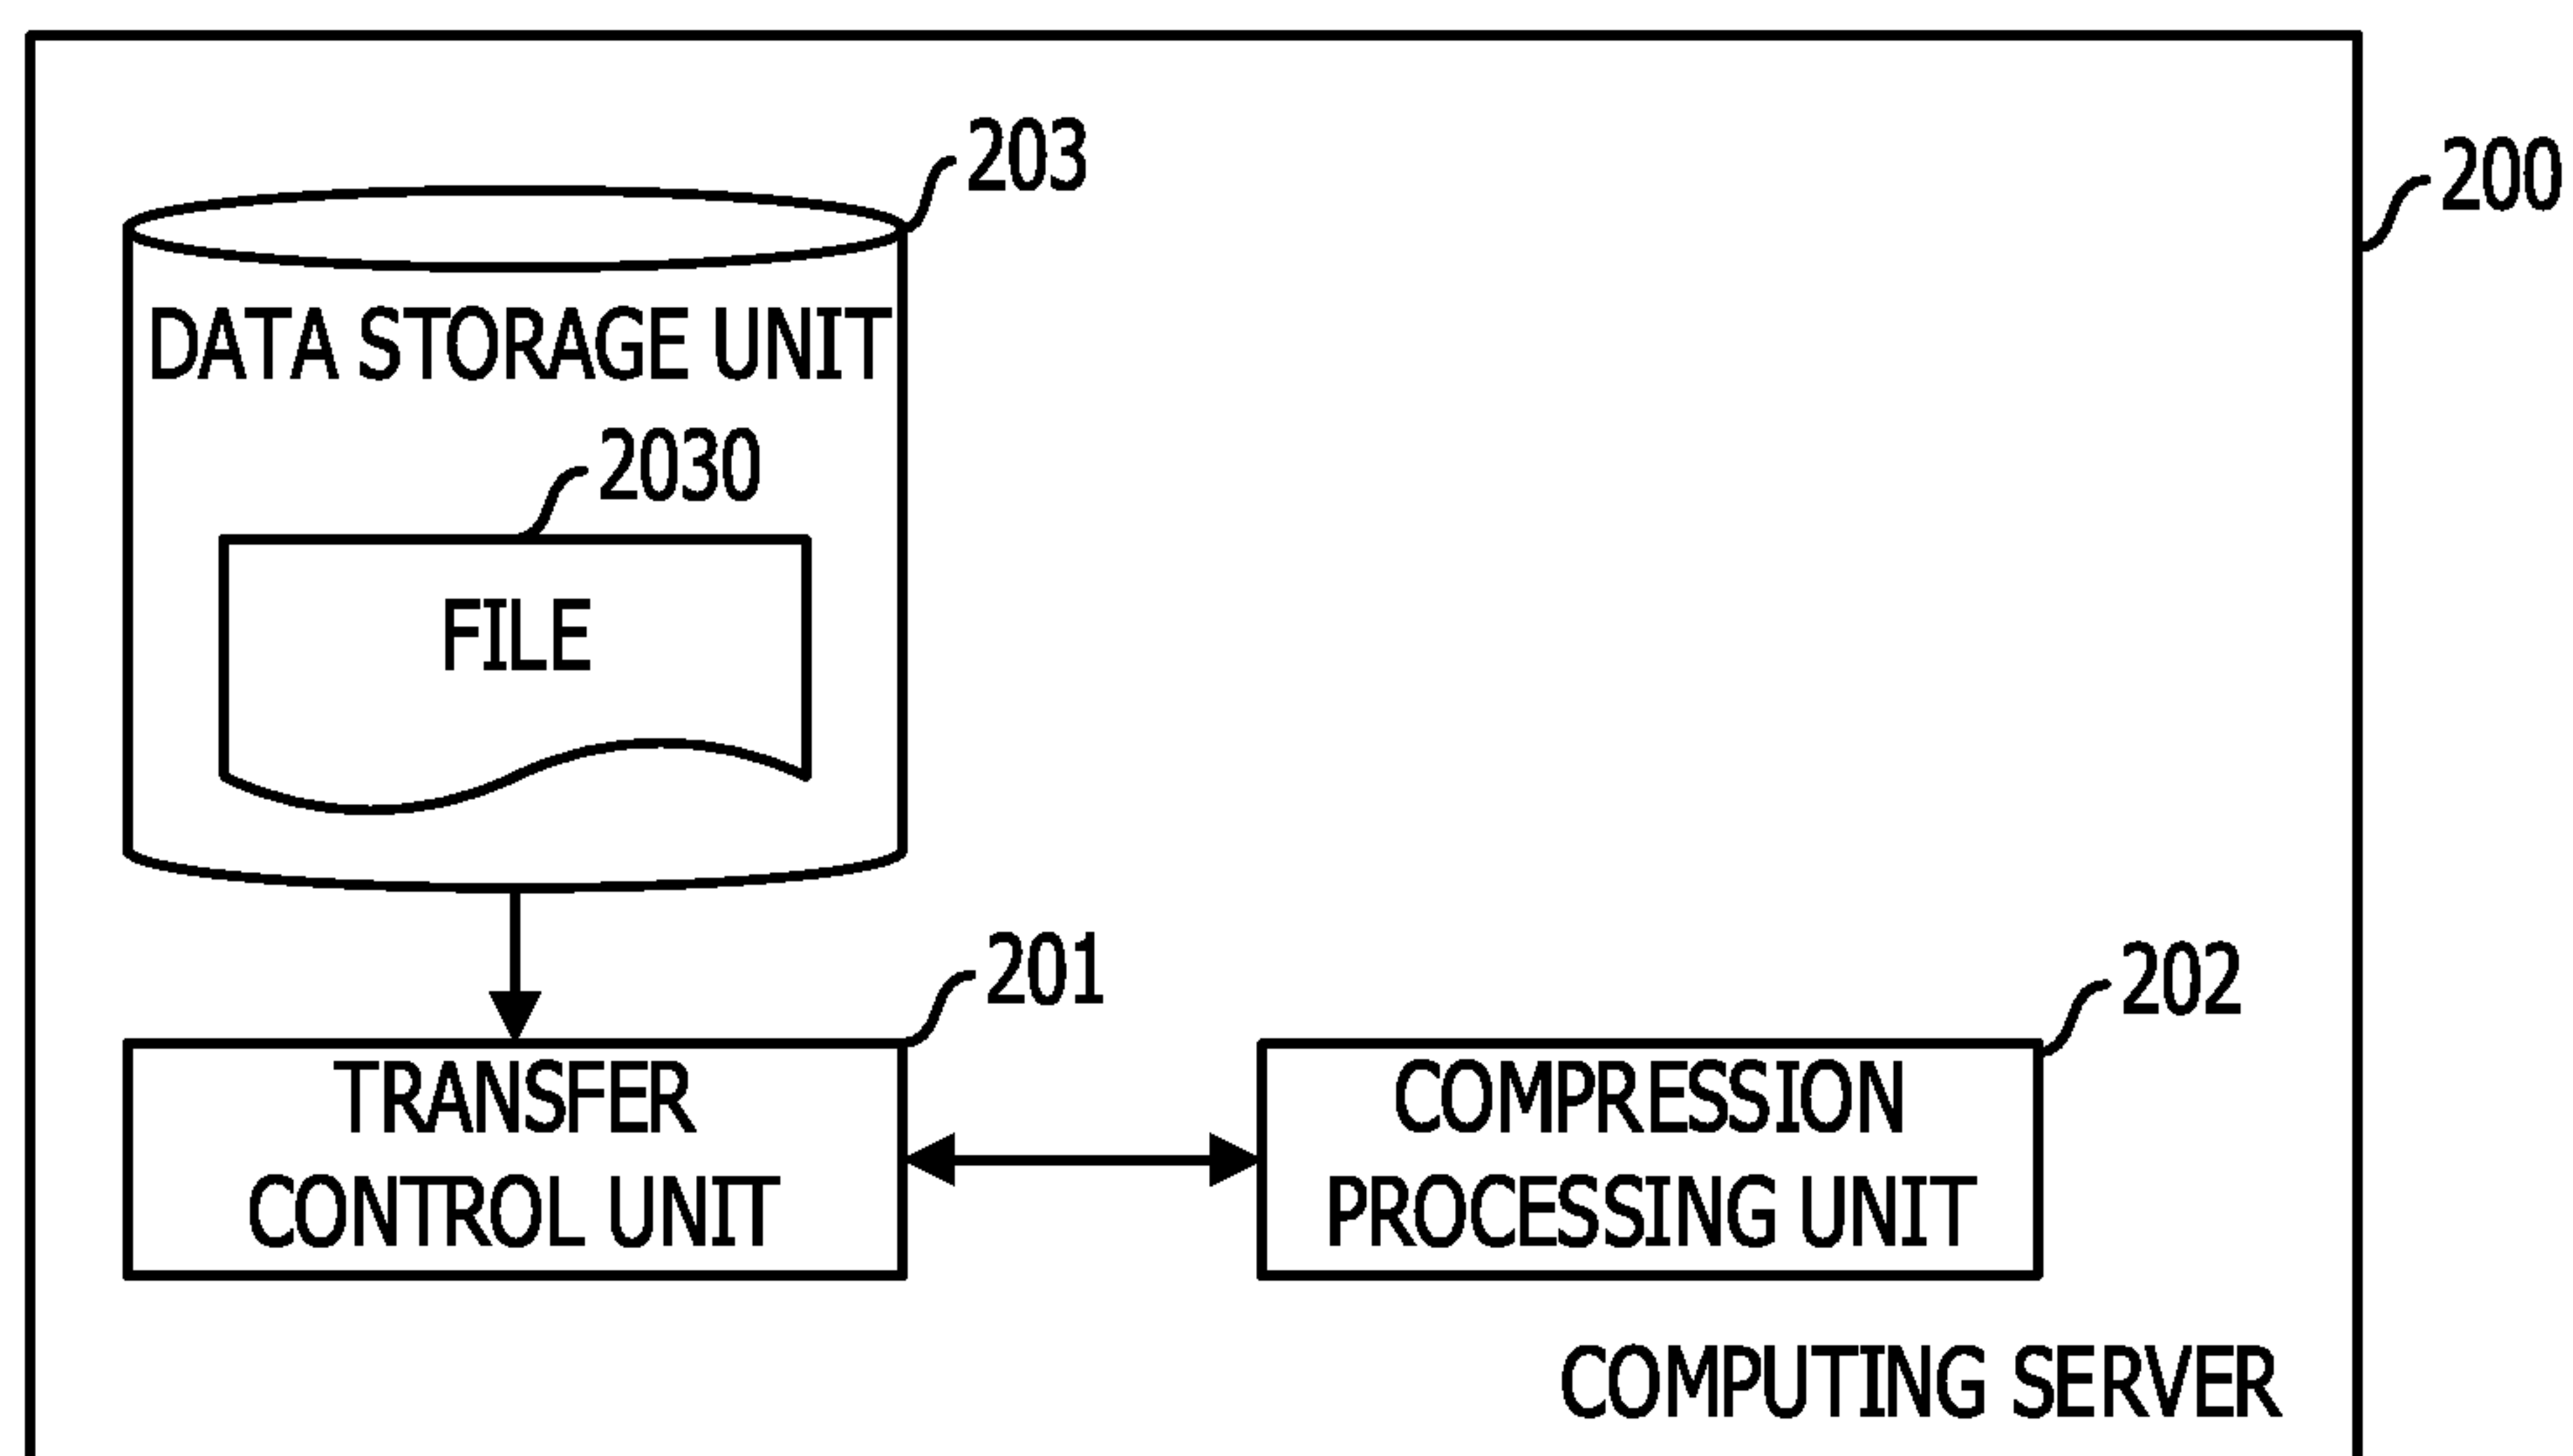 203
200
DATA STORAGE UNIT
2030
FILE
201
202
TRANSFER
CONTROL UNIT
COMPRESSION
PROCESSING UNIT
COMPUTING SERVER